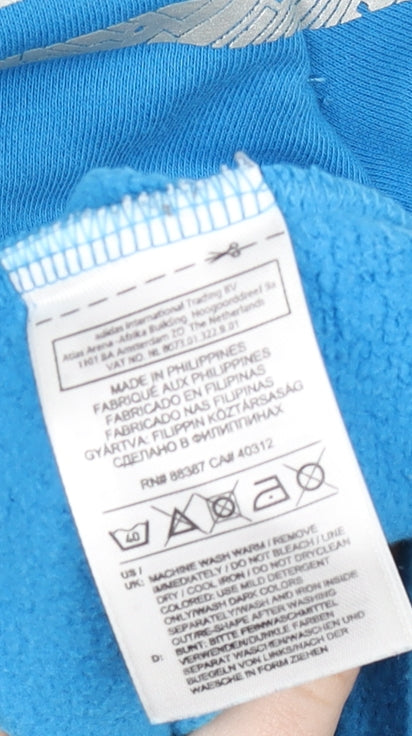 adidas International Trading BV
Atlas Arena -Afrika Building, Hoogoorddreef 9a
1101 BA Amsterdam ZO The Netherlands
VAT NO. NL 8073.01.322.B.01
MADE IN PHILIPPINES
FABRIQUÉ AUX PHILIPPINES
FABRICADO EN FILIPINAS
FABRICADO NAS FILIPINAS
GYÁRTVA: FILIPPIN KÖZTÁRSASÁG
СДЕЛАНО В ФИЛИППИНАХ
RN# 88387 CA# 40312
40
US / UK: MACHINE WASH WARM / REMOVE
IMMEDIATELY / DO NOT BLEACH / LINE
DRY / COOL IRON / DO NOT DRYCLEAN
COLORED: USE MILD DETERGENT
ONLY/WASH DARK COLORS
SEPARATELY/WASH AND IRON INSIDE
OUT/RE-SHAPE AFTER WASHING
D: BUNT: BITTE FEINWASCHMITTEL
VERWENDEN/DUNKLE FARBEN
SEPARAT WASCHEN/WASCHEN UND
BUEGELN VON LINKS/NACH DER
WAESCHE IN FORM ZIEHEN